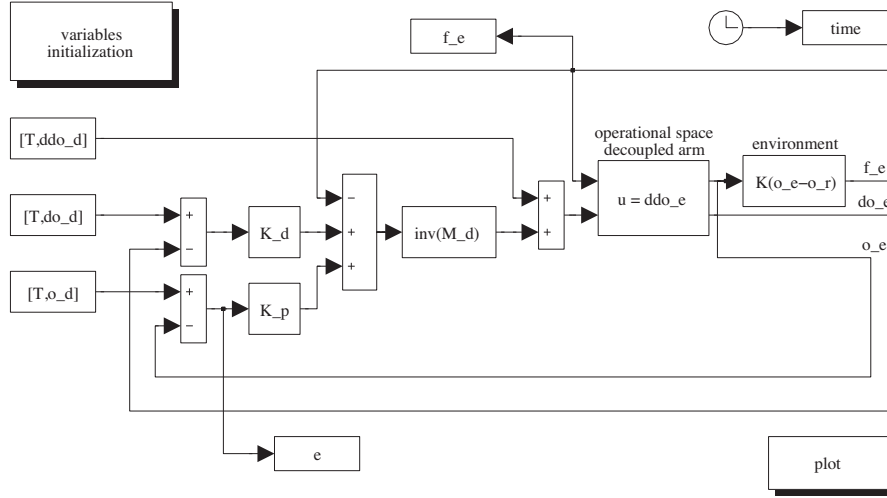 variables
initialization
f_e
time
[T,ddo_d]
operational space
decoupled arm
environment
f_e
−
u = ddo_e
K(o_e−o_r)
+
do_e
[T,do_d]
+
K_d
+
inv(M_d)
+
−
o_e
+
[T,o_d]
+
K_p
−
e
plot